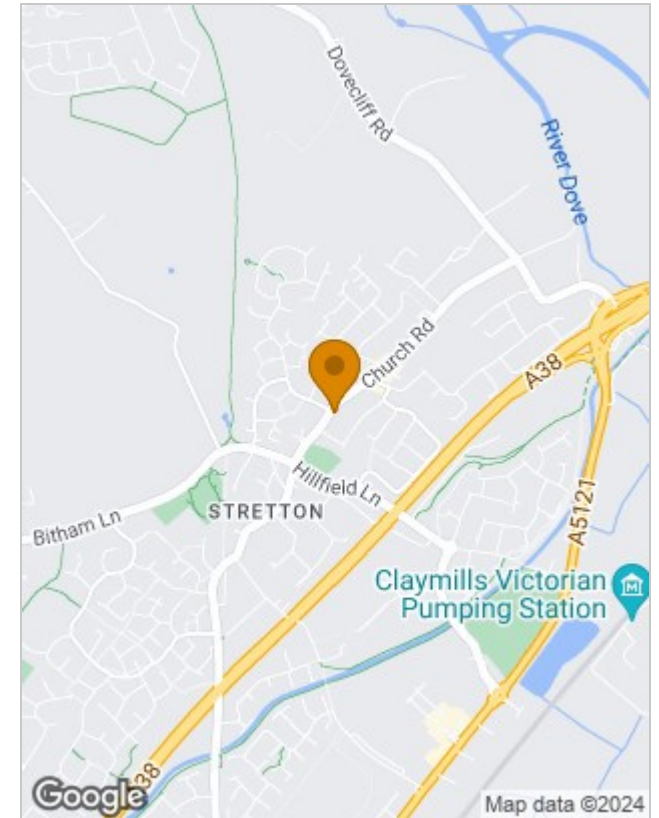 Dovecliff Rd
River Dove
Church Rd
A38
Hillfield Ln
STRETTON
Bitham Ln
A5121
Claymills Victorian
Pumping Station
A38
Google
Map data ©2024